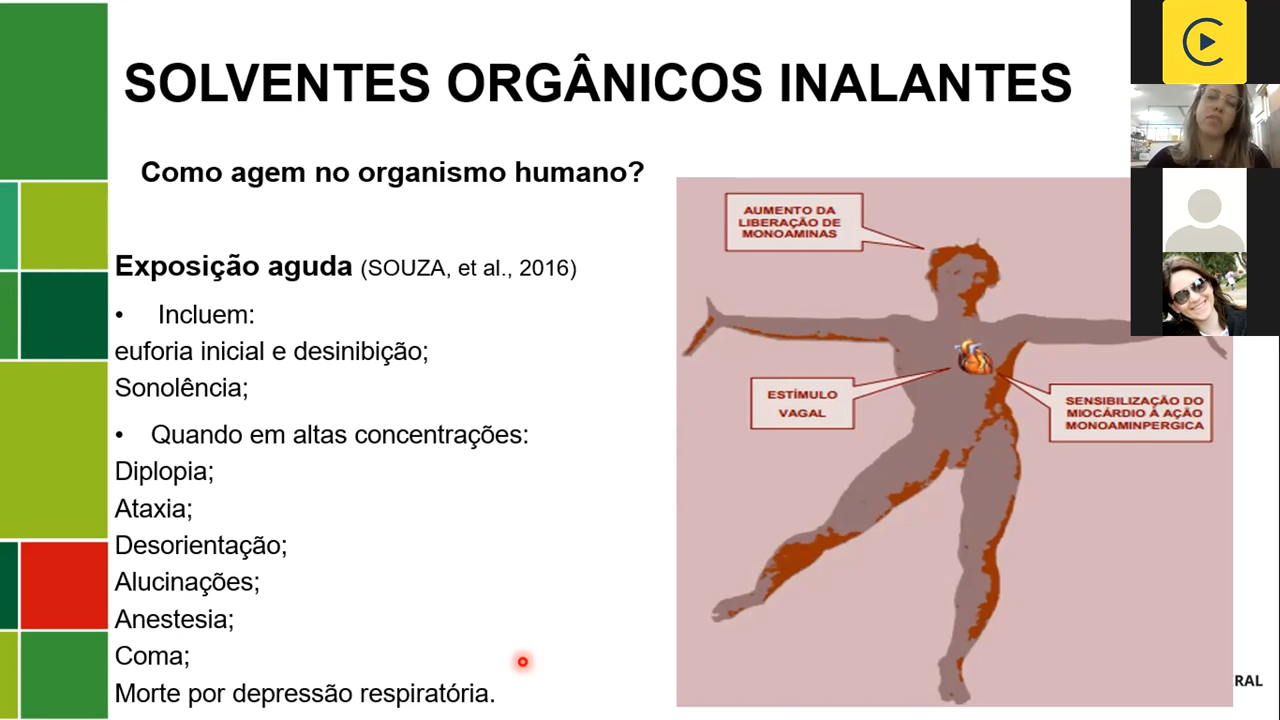 SOLVENTES ORGÂNICOS INALANTES
Como agem no organismo humano?
Exposição aguda (SOUZA, et al., 2016)
• Incluem:
euforia inicial e desinibição;
Sonolência;
• Quando em altas concentrações:
Diplopia;
Ataxia;
Desorientação;
Alucinações;
Anestesia;
Coma;
Morte por depressão respiratória.
AUMENTO DA
LIBERAÇÃO DE
MONOAMINAS
ESTÍMULO
VAGAL
SENSIBILIZAÇÃO DO
MIOCÁRDIO À AÇÃO
MONOAMINPERGICA
RAL